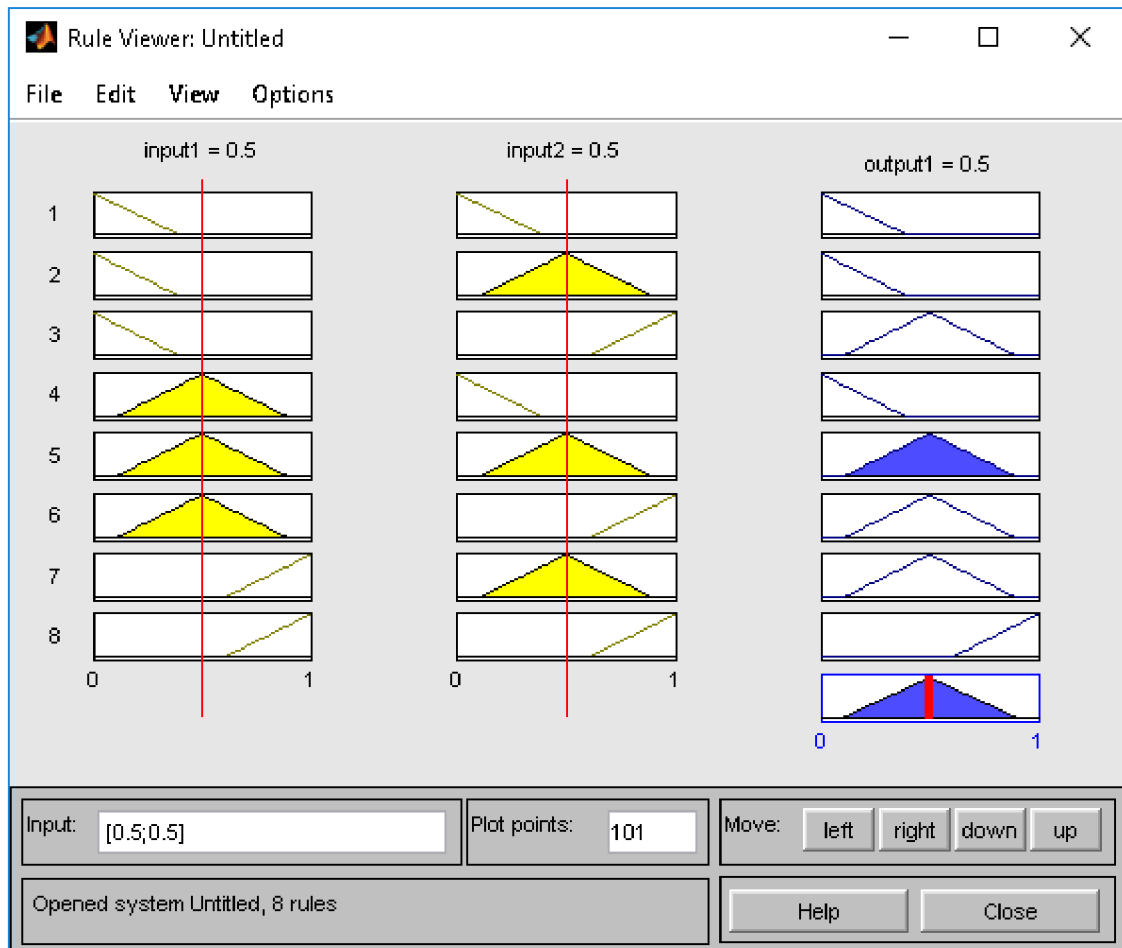 Rule Viewer: Untitled
File Edit View Options
input1 = 0.5 input2 = 0.5 output1 = 0.5
1
2
3
4
5
6
7
8
0 1 0 1
0 1
Input: [0.5;0.5] Plot points: 101 Move: left right down up
Opened system Untitled, 8 rules Help Close